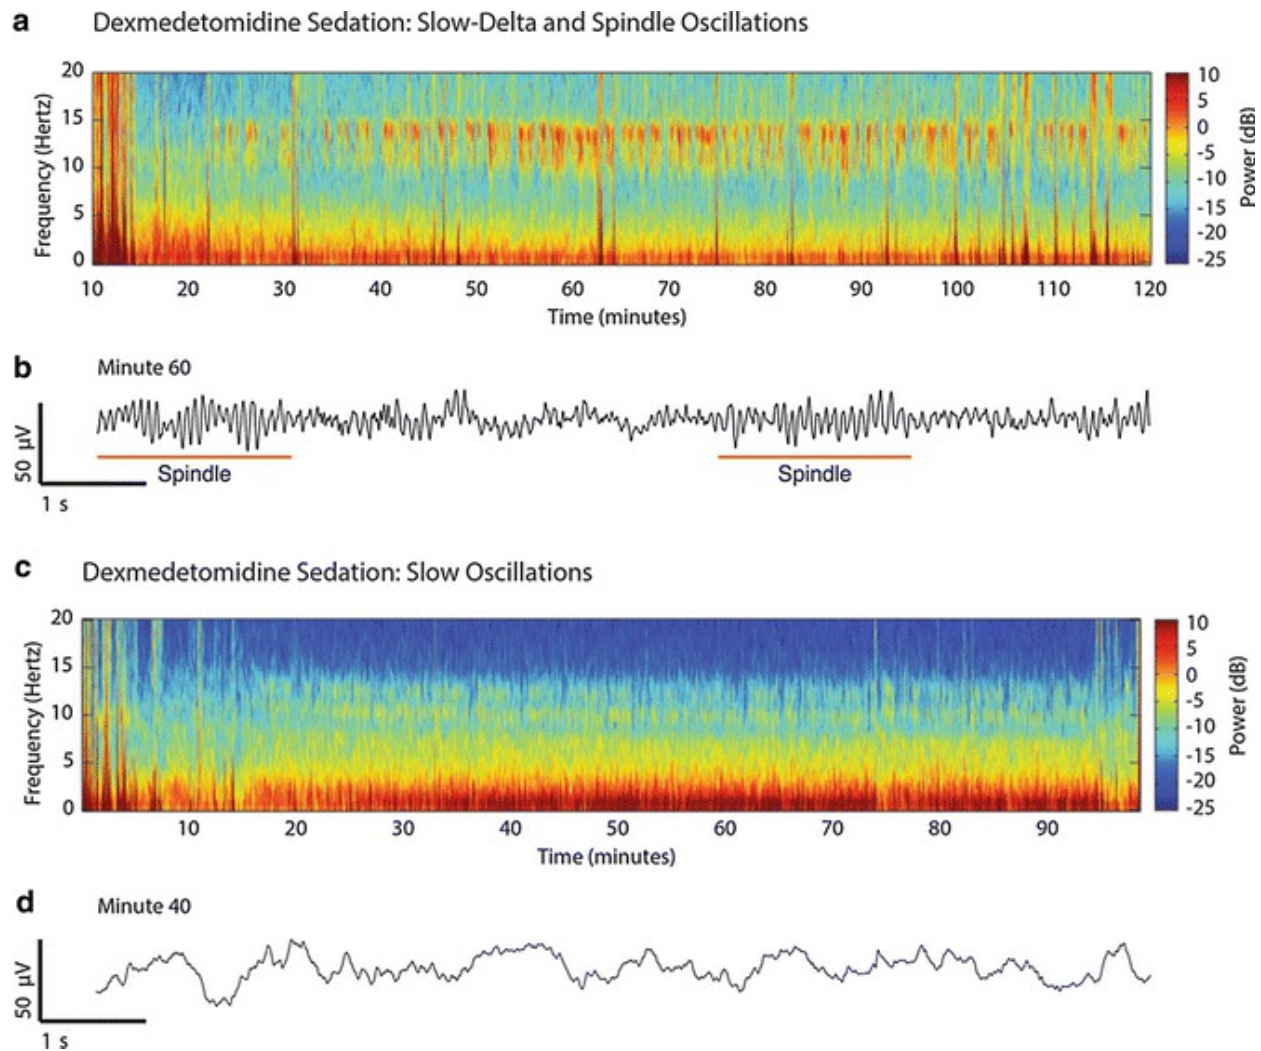 a
Dexmedetomidine Sedation: Slow-Delta and Spindle Oscillations
Frequency (Hertz)
20
15
10
5
0
10 20 30 40 50 60 70 80 90 100 110 120
Time (minutes)
10
5
0
-5
-10
-15
-20
-25
Power (dB)
b
Minute 60
50 µV
1 s
Spindle
Spindle
c
Dexmedetomidine Sedation: Slow Oscillations
Frequency (Hertz)
20
15
10
5
0
10 20 30 40 50 60 70 80 90
Time (minutes)
10
5
0
-5
-10
-15
-20
-25
Power (dB)
d
Minute 40
50 µV
1 s